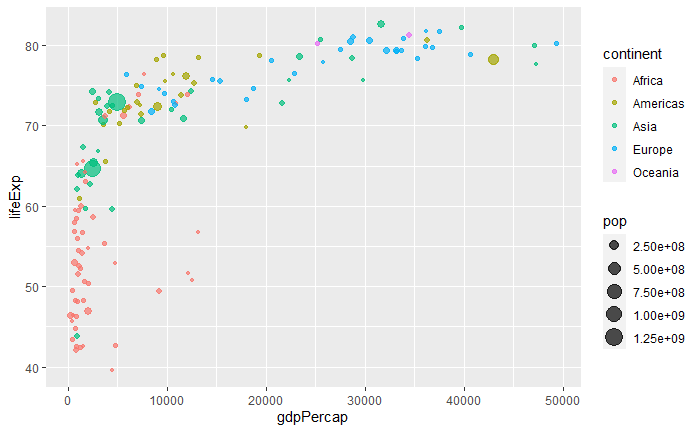 80
70
60
50
40
lifeExp
0
10000
20000
30000
40000
50000
gdpPercap
continent
Africa
Americas
Asia
Europe
Oceania
pop
2.50e+08
5.00e+08
7.50e+08
1.00e+09
1.25e+09